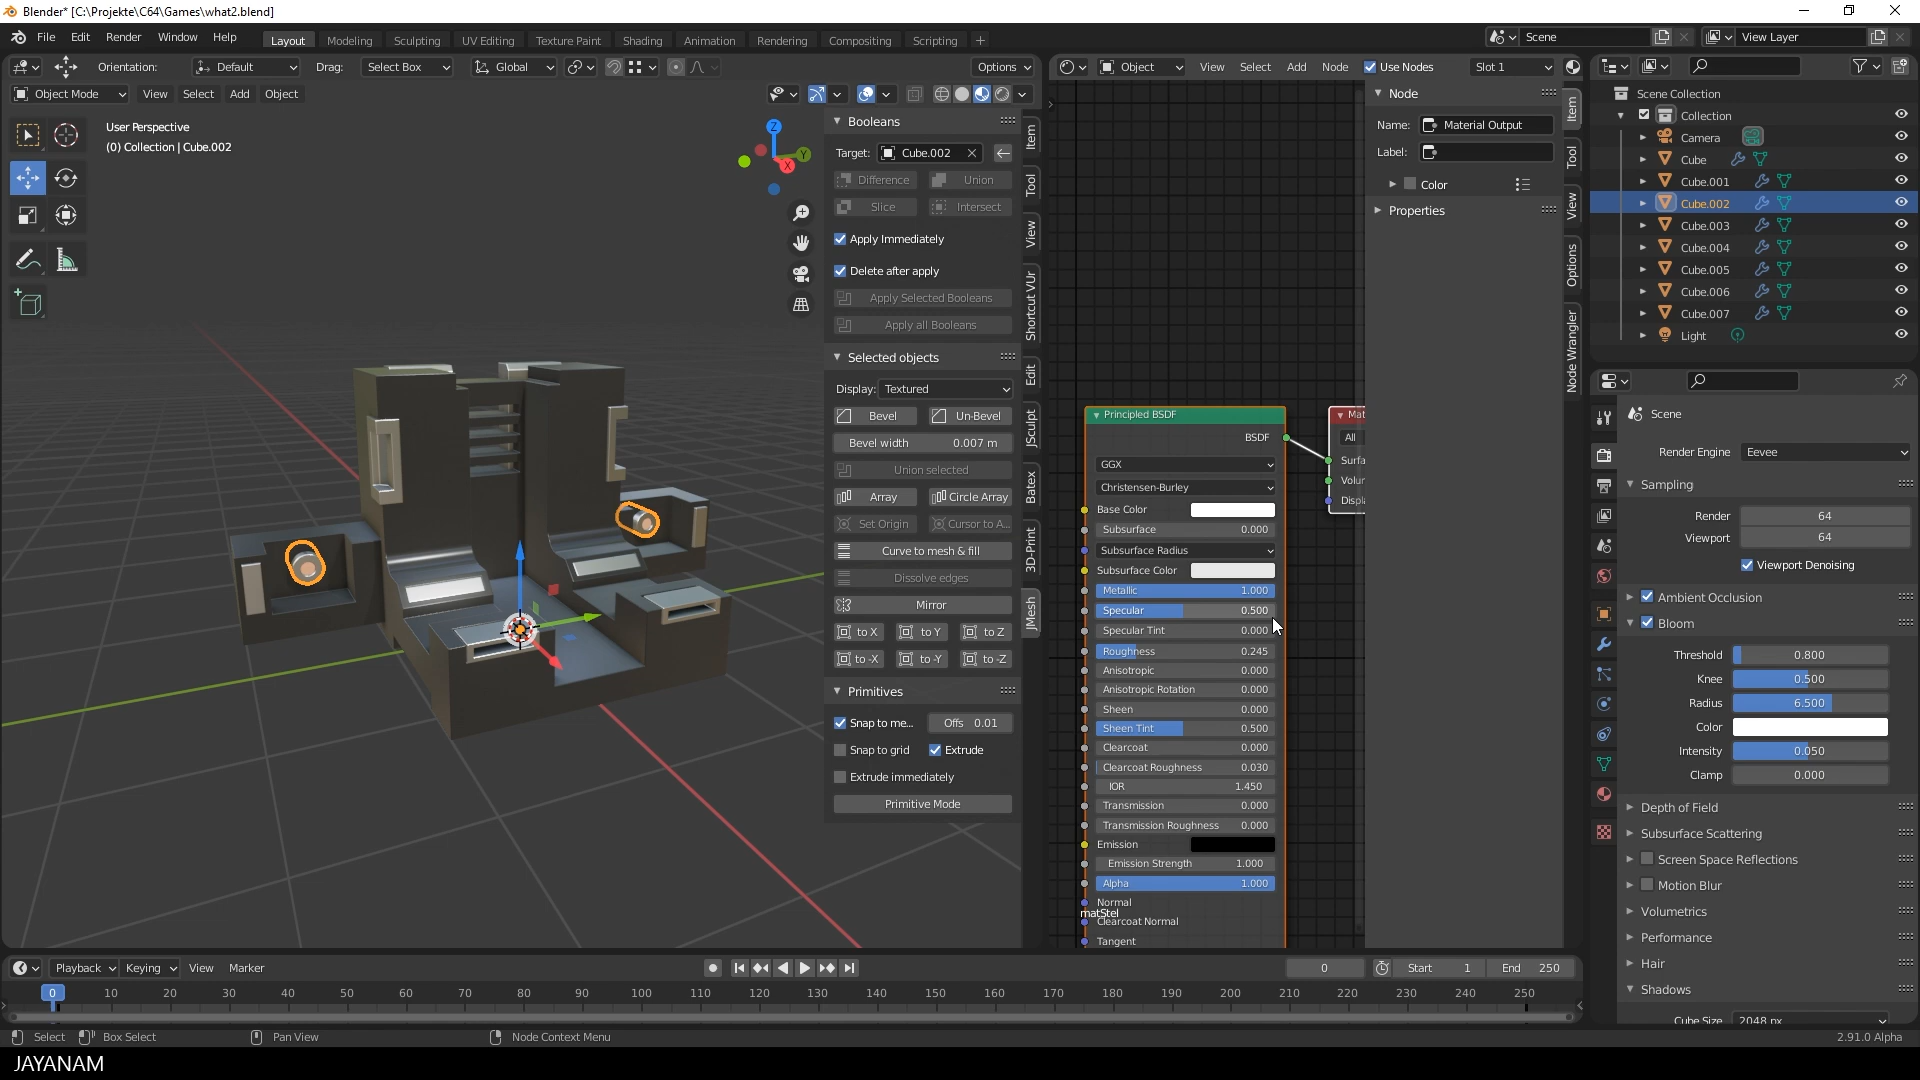 Blender* [C:\Projekte\C64\Games\what2.blend]
File Edit Render Window Help
Layout Modeling Sculpting UV Editing Texture Paint Shading Animation Rendering Compositing Scripting +
Scene
View Layer
Orientation: Default Drag: Select Box Global Options
Object Mode View Select Add Object
User Perspective
(0) Collection | Cube.002
Z
Y
X
Booleans
Target: Cube.002
Difference Union
Slice Intersect
Apply Immediately
Delete after apply
Apply Selected Booleans
Apply all Booleans
Selected objects
Display: Textured
Bevel Un-Bevel
Bevel width 0.007 m
Union selected
Array Circle Array
Set Origin Cursor to A...
Curve to mesh & fill
Dissolve edges
Mirror
to X to Y to Z
to -X to -Y to -Z
Primitives
Snap to me... Offs 0.01
Snap to grid Extrude
Extrude immediately
Primitive Mode
Item
Tool
View
Shortcut VUr
Edit
JSculpt
Batex
3D-Print
JMesh
Object View Select Add Node Use Nodes Slot 1
Principled BSDF
BSDF
GGX
Christensen-Burley
Base Color
Subsurface 0.000
Subsurface Radius
Subsurface Color
Metallic 1.000
Specular 0.500
Specular Tint 0.000
Roughness 0.245
Anisotropic 0.000
Anisotropic Rotation 0.000
Sheen 0.000
Sheen Tint 0.500
Clearcoat 0.000
Clearcoat Roughness 0.030
IOR 1.450
Transmission 0.000
Transmission Roughness 0.000
Emission
Emission Strength 1.000
Alpha 1.000
Normal
matStel
Clearcoat Normal
Tangent
Mat
All
Surfa
Volur
Displ
Node
Name: Material Output
Label:
Color
Properties
Item
Tool
View
Options
Node Wrangler
Scene Collection
Collection
Camera
Cube
Cube.001
Cube.002
Cube.003
Cube.004
Cube.005
Cube.006
Cube.007
Light
Scene
Render Engine Eevee
Sampling
Render 64
Viewport 64
Viewport Denoising
Ambient Occlusion
Bloom
Threshold 0.800
Knee 0.500
Radius 6.500
Color
Intensity 0.050
Clamp 0.000
Depth of Field
Subsurface Scattering
Screen Space Reflections
Motion Blur
Volumetrics
Performance
Hair
Shadows
Cube Size 2048 px
Playback Keying View Marker
0 Start 1 End 250
0 10 20 30 40 50 60 70 80 90 100 110 120 130 140 150 160 170 180 190 200 210 220 230 240 250
Select Box Select Pan View Node Context Menu 2.91.0 Alpha
JAYANAM